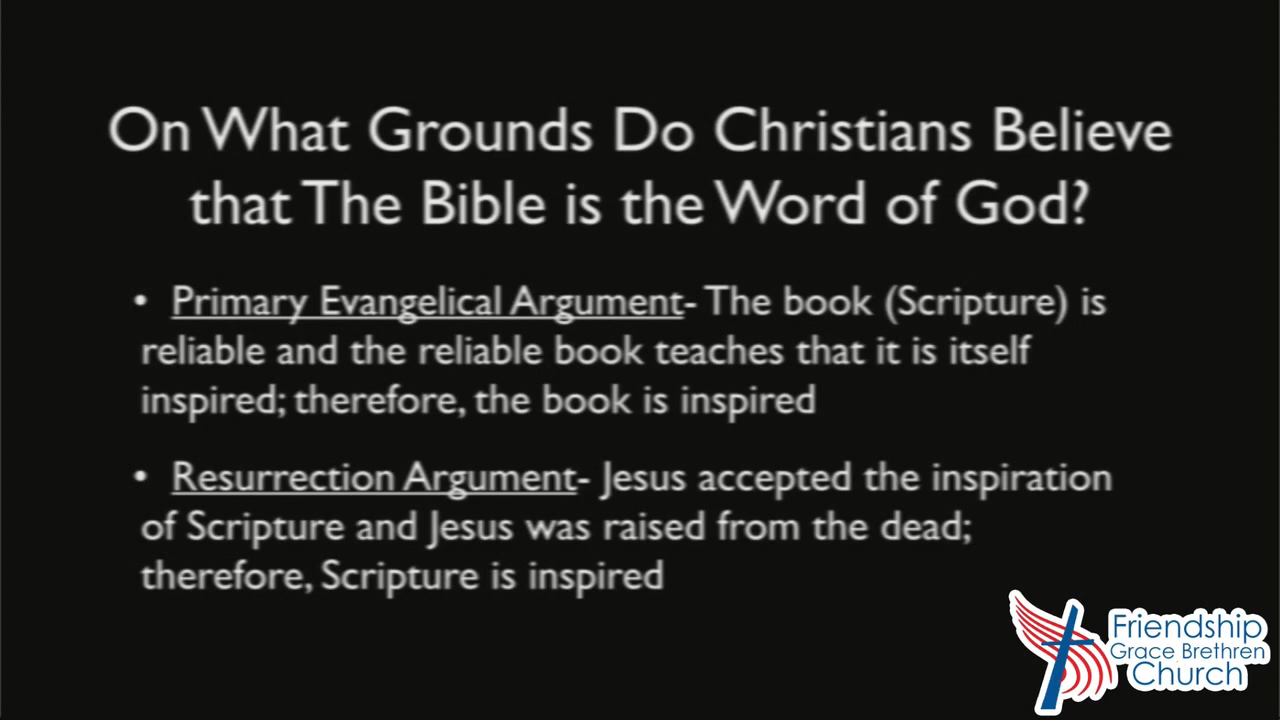 On What Grounds Do Christians Believe
that The Bible is the Word of God?
• Primary Evangelical Argument- The book (Scripture) is
reliable and the reliable book teaches that it is itself
inspired; therefore, the book is inspired
• Resurrection Argument- Jesus accepted the inspiration
of Scripture and Jesus was raised from the dead;
therefore, Scripture is inspired
Friendship
Grace Brethren
Church